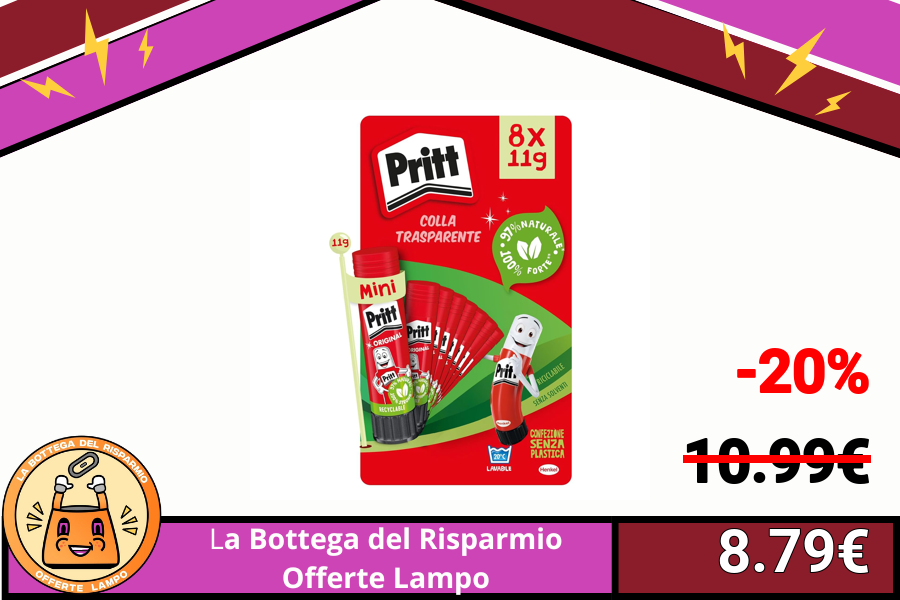 8X
11g
Pritt
COLLA
TRASPARENTE
97% NATURALE*
100% FORTE**
11g
Mini
Pritt
ORIGINAL
Pritt
RECYCLABLE
Pritt
ORIGINAL
Prit
RICICLABILE
SENZA SOLVENTI
CONFEZIONE
SENZA
PLASTICA
20°C
LAVABILE
Henkel
-20%
10.99€
8.79€
LA BOTTEGA DEL RISPARMIO
OFFERTE LAMPO
La Bottega del Risparmio
Offerte Lampo